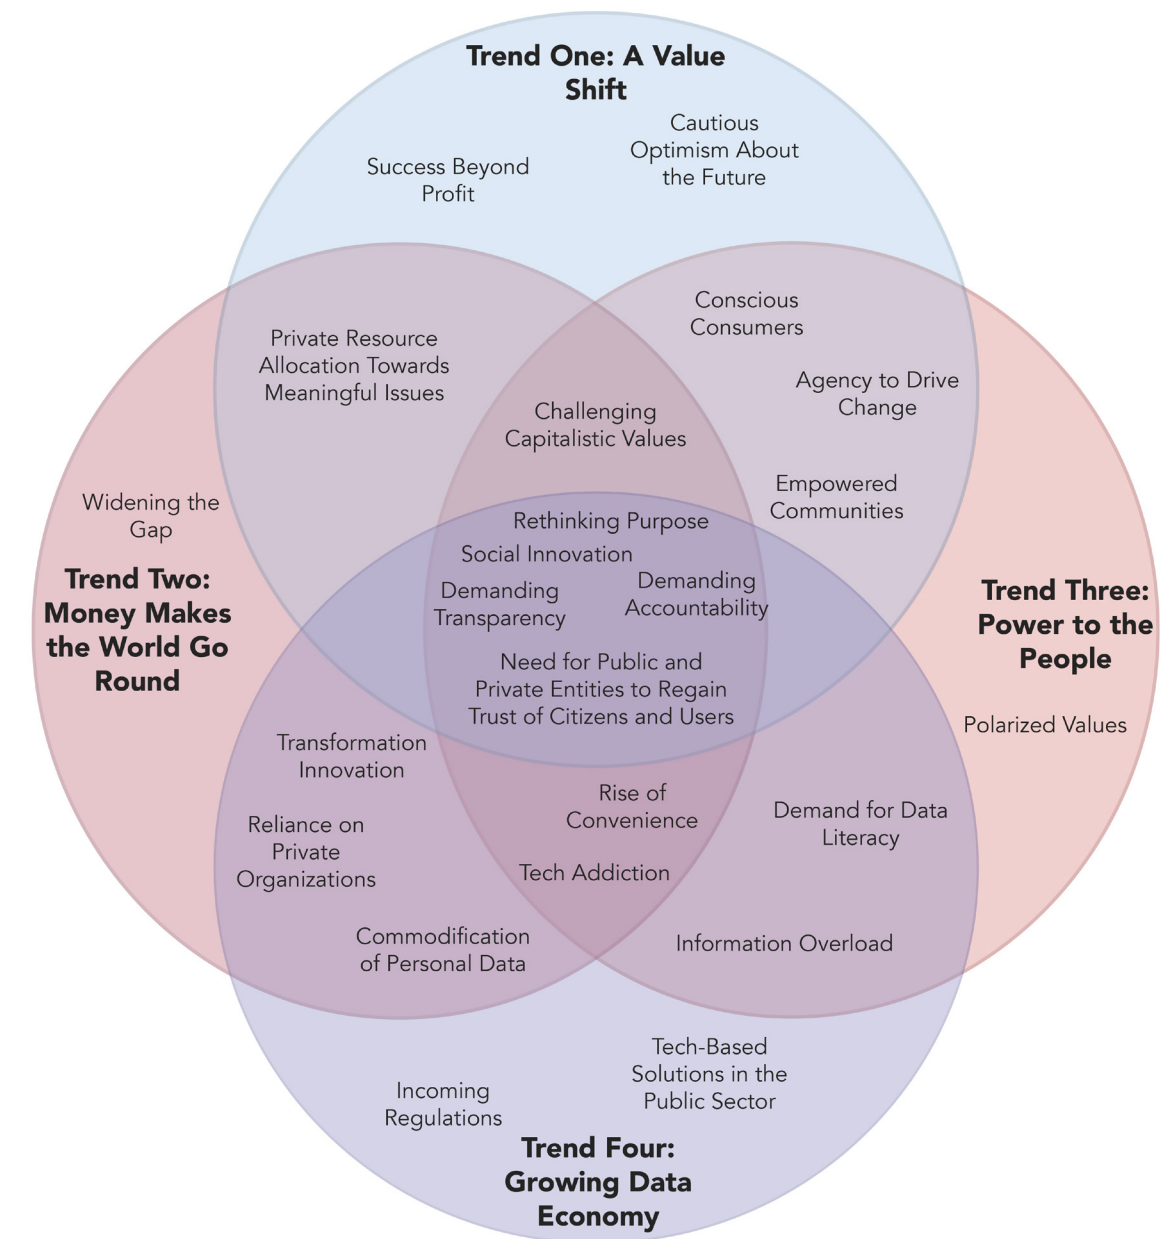 Trend One: A Value
Shift
Cautious
Optimism About
the Future
Success Beyond
Profit
Conscious
Consumers
Private Resource
Allocation Towards
Meaningful Issues
Agency to Drive
Change
Challenging
Capitalistic Values
Empowered
Communities
Widening the
Gap
Rethinking Purpose
Social Innovation
Demanding
Transparency
Demanding
Accountability
Trend Two:
Money Makes
the World Go
Round
Trend Three:
Power to the
People
Need for Public and
Private Entities to Regain
Trust of Citizens and Users
Polarized Values
Transformation
Innovation
Rise of
Convenience
Demand for Data
Literacy
Reliance on
Private
Organizations
Tech Addiction
Commodification
of Personal Data
Information Overload
Tech-Based
Solutions in the
Public Sector
Incoming
Regulations
Trend Four:
Growing Data
Economy